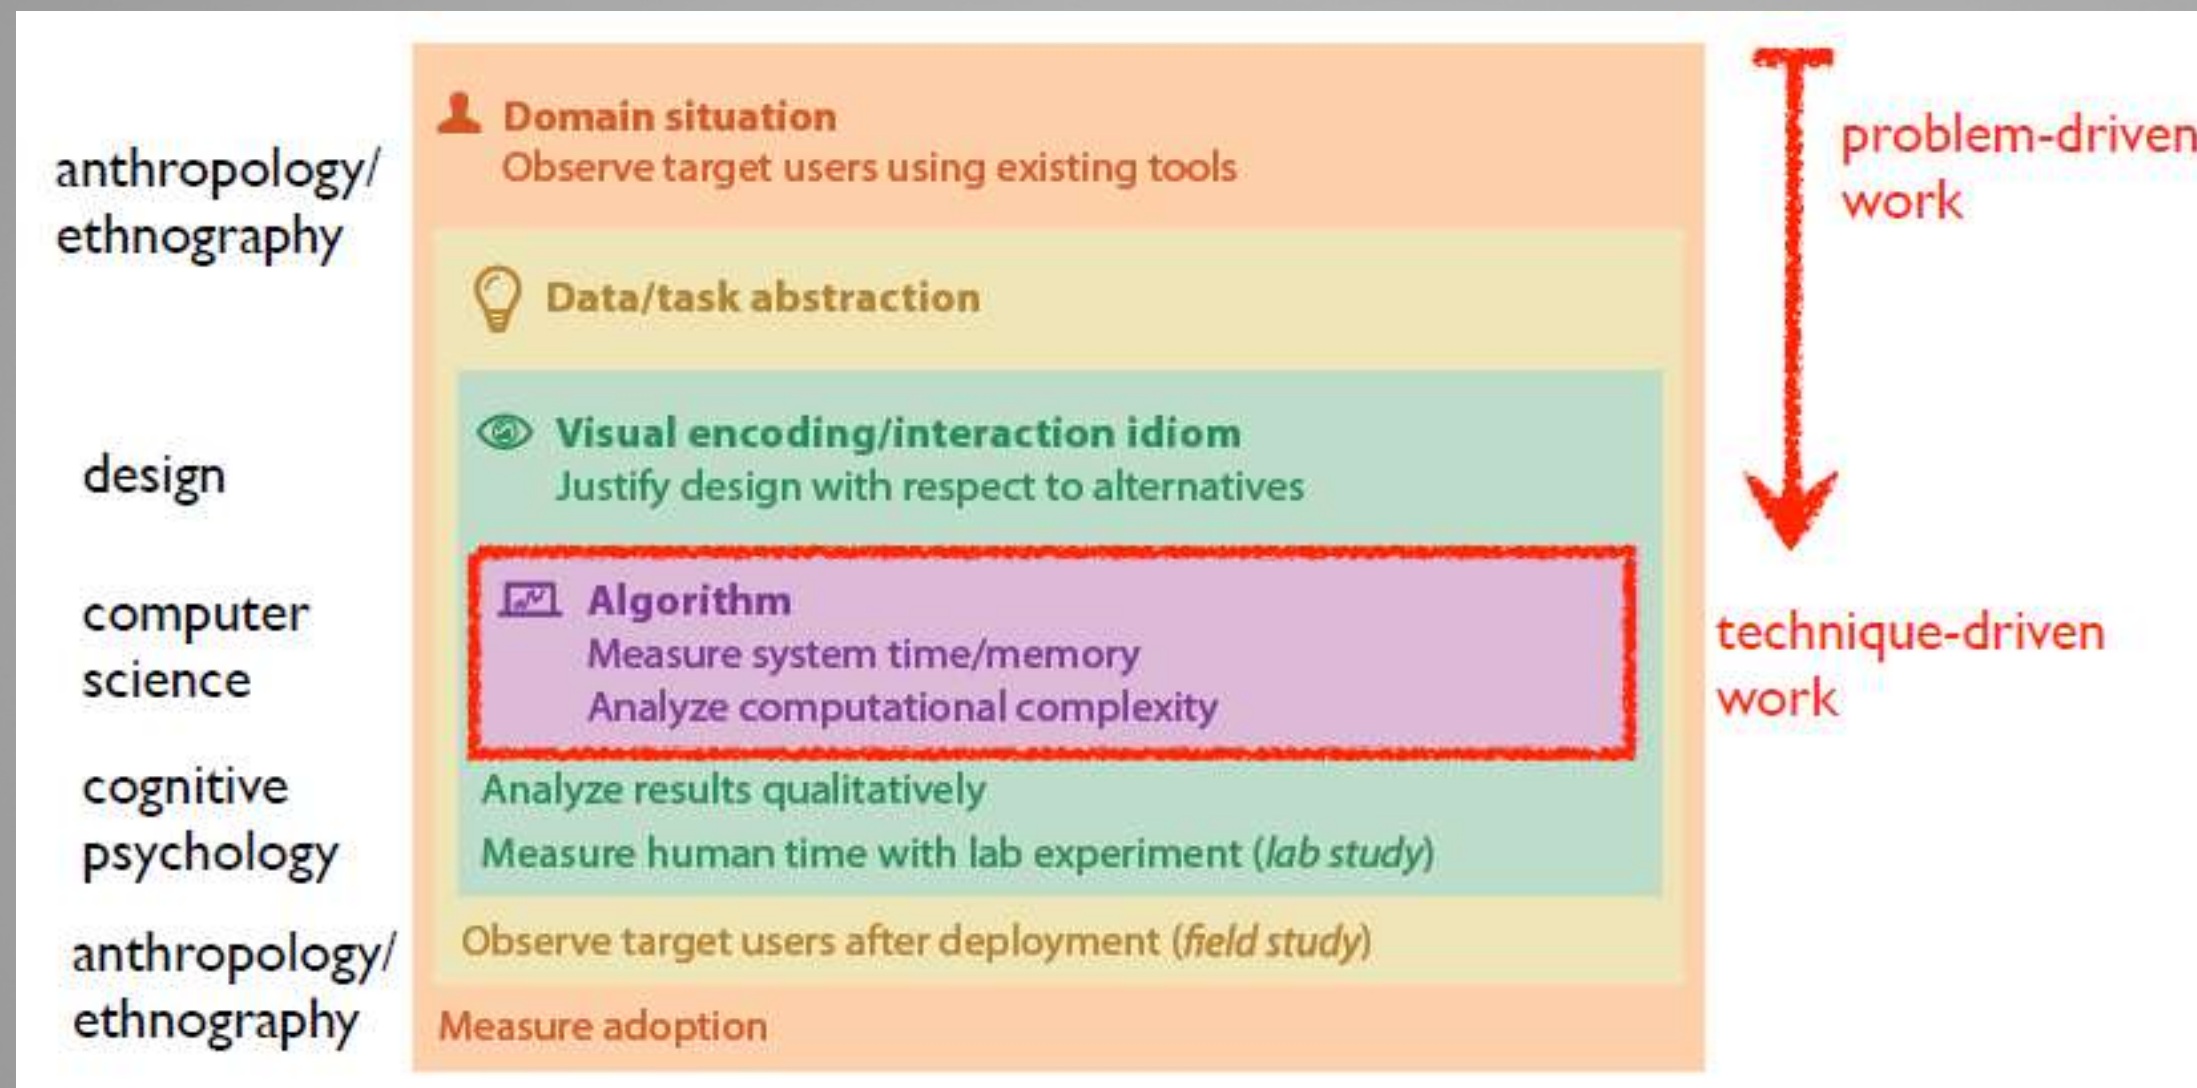 anthropology/
ethnography
design
computer
science
cognitive
psychology
anthropology/
ethnography
Domain situation
Observe target users using existing tools
Data/task abstraction
Visual encoding/interaction idiom
Justify design with respect to alternatives
Algorithm
Measure system time/memory
Analyze computational complexity
Analyze results qualitatively
Measure human time with lab experiment (lab study)
Observe target users after deployment (field study)
Measure adoption
problem-driven
work
technique-driven
work